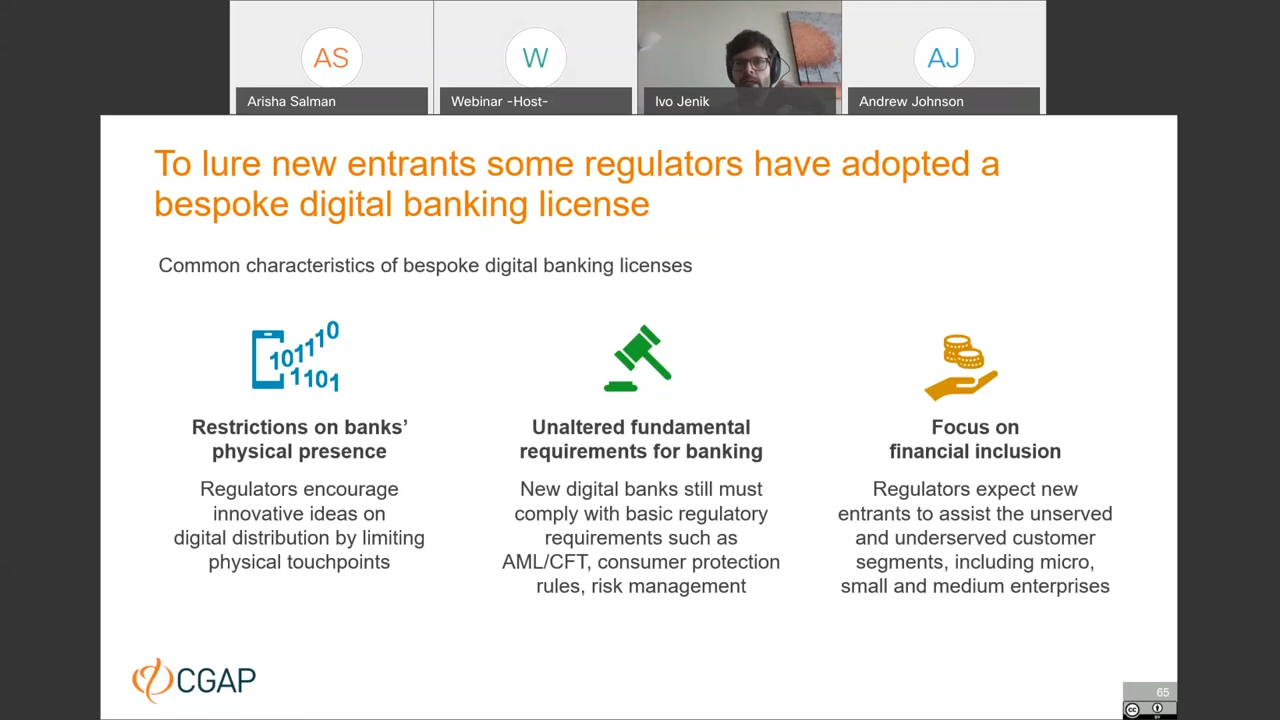 AS
W
AJ
Arisha Salman
Webinar -Host-
Ivo Jenik
Andrew Johnson
To lure new entrants some regulators have adopted a
bespoke digital banking license
Common characteristics of bespoke digital banking licenses
101110
1101
Restrictions on banks’
physical presence
Regulators encourage
innovative ideas on
digital distribution by limiting
physical touchpoints
Unaltered fundamental
requirements for banking
New digital banks still must
comply with basic regulatory
requirements such as
AML/CFT, consumer protection
rules, risk management
Focus on
financial inclusion
Regulators expect new
entrants to assist the unserved
and underserved customer
segments, including micro,
small and medium enterprises
CGAP
65
cc
BY